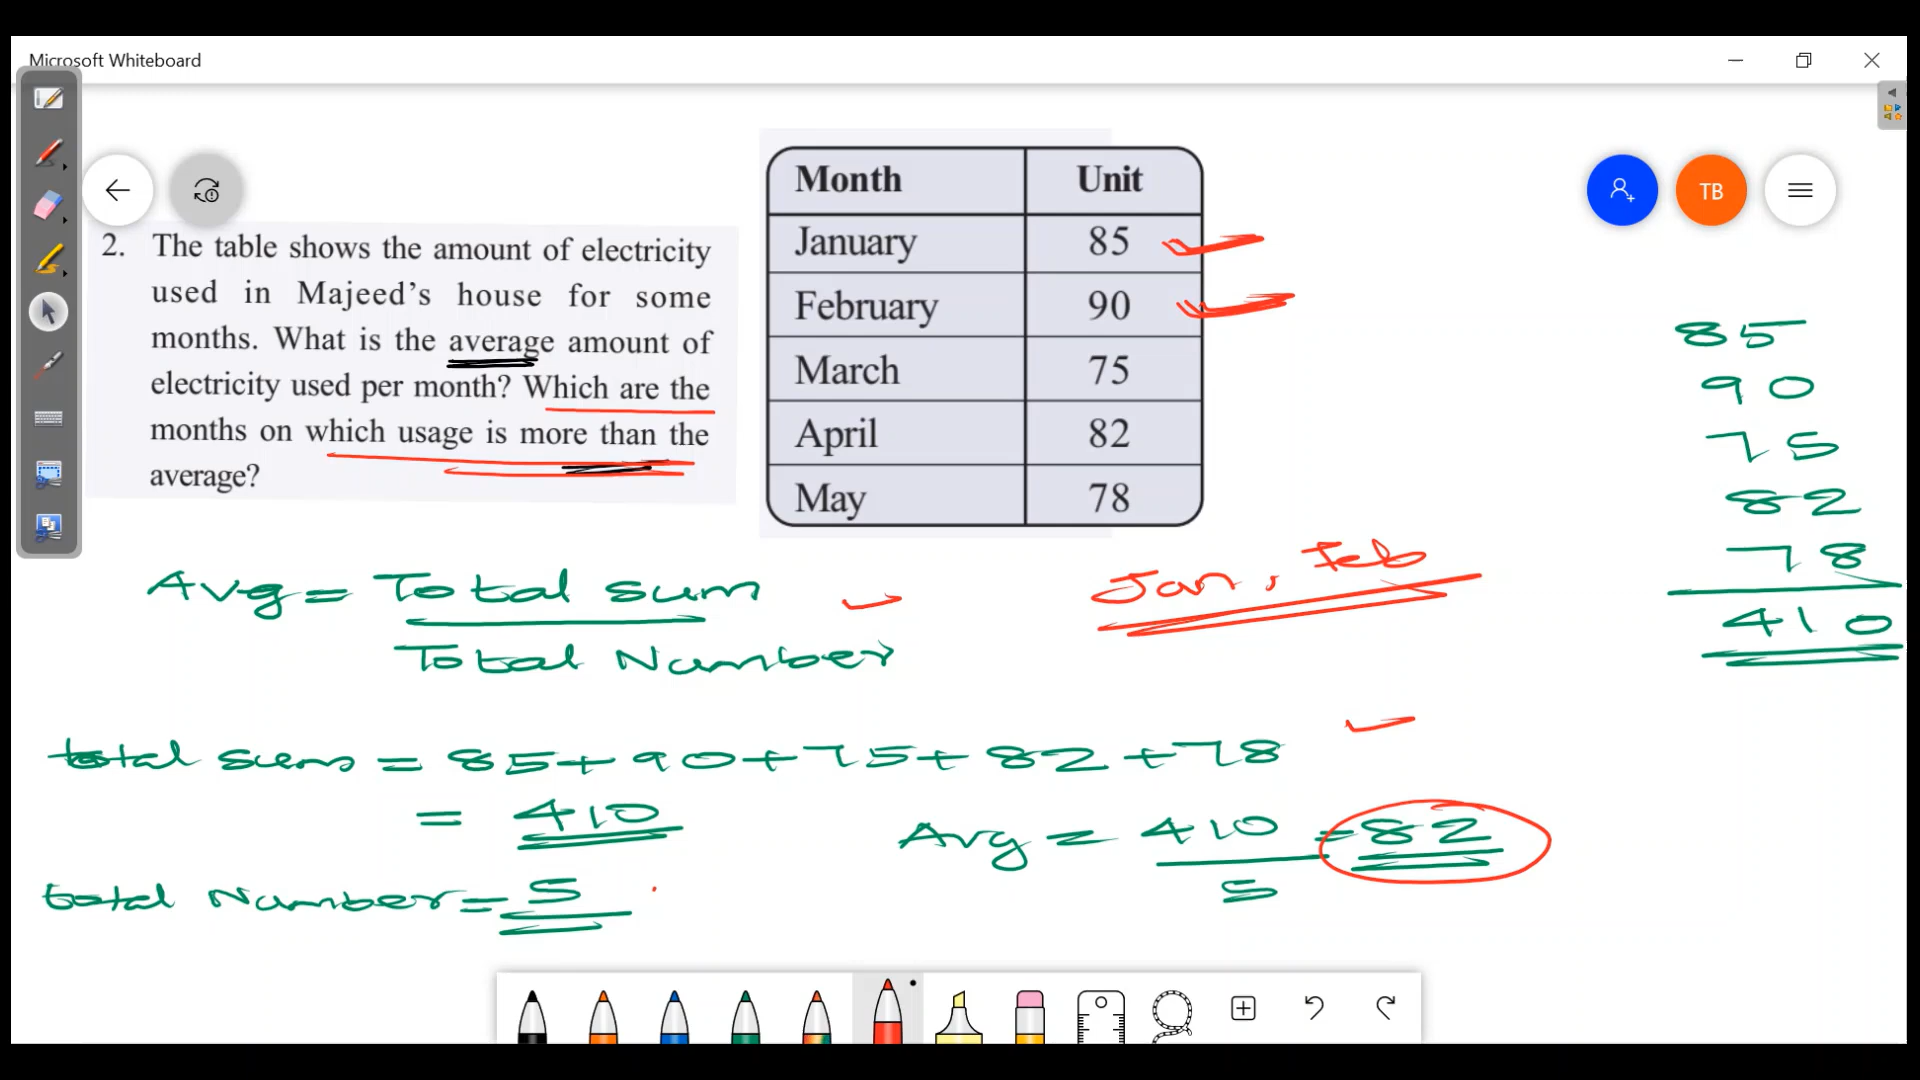 Microsoft Whiteboard
TB
2. The table shows the amount of electricity
used in Majeed's house for some
months. What is the average amount of
electricity used per month? Which are the
months on which usage is more than the
average?
Month Unit
January 85
February 90
March 75
April 82
May 78
85
90
75
82
78
410
Avg = Total sum
Total Number
Jan, Feb
total sum = 85+90+75+82+78
= 410
Avg = 410 = 82
5
total Number = 5